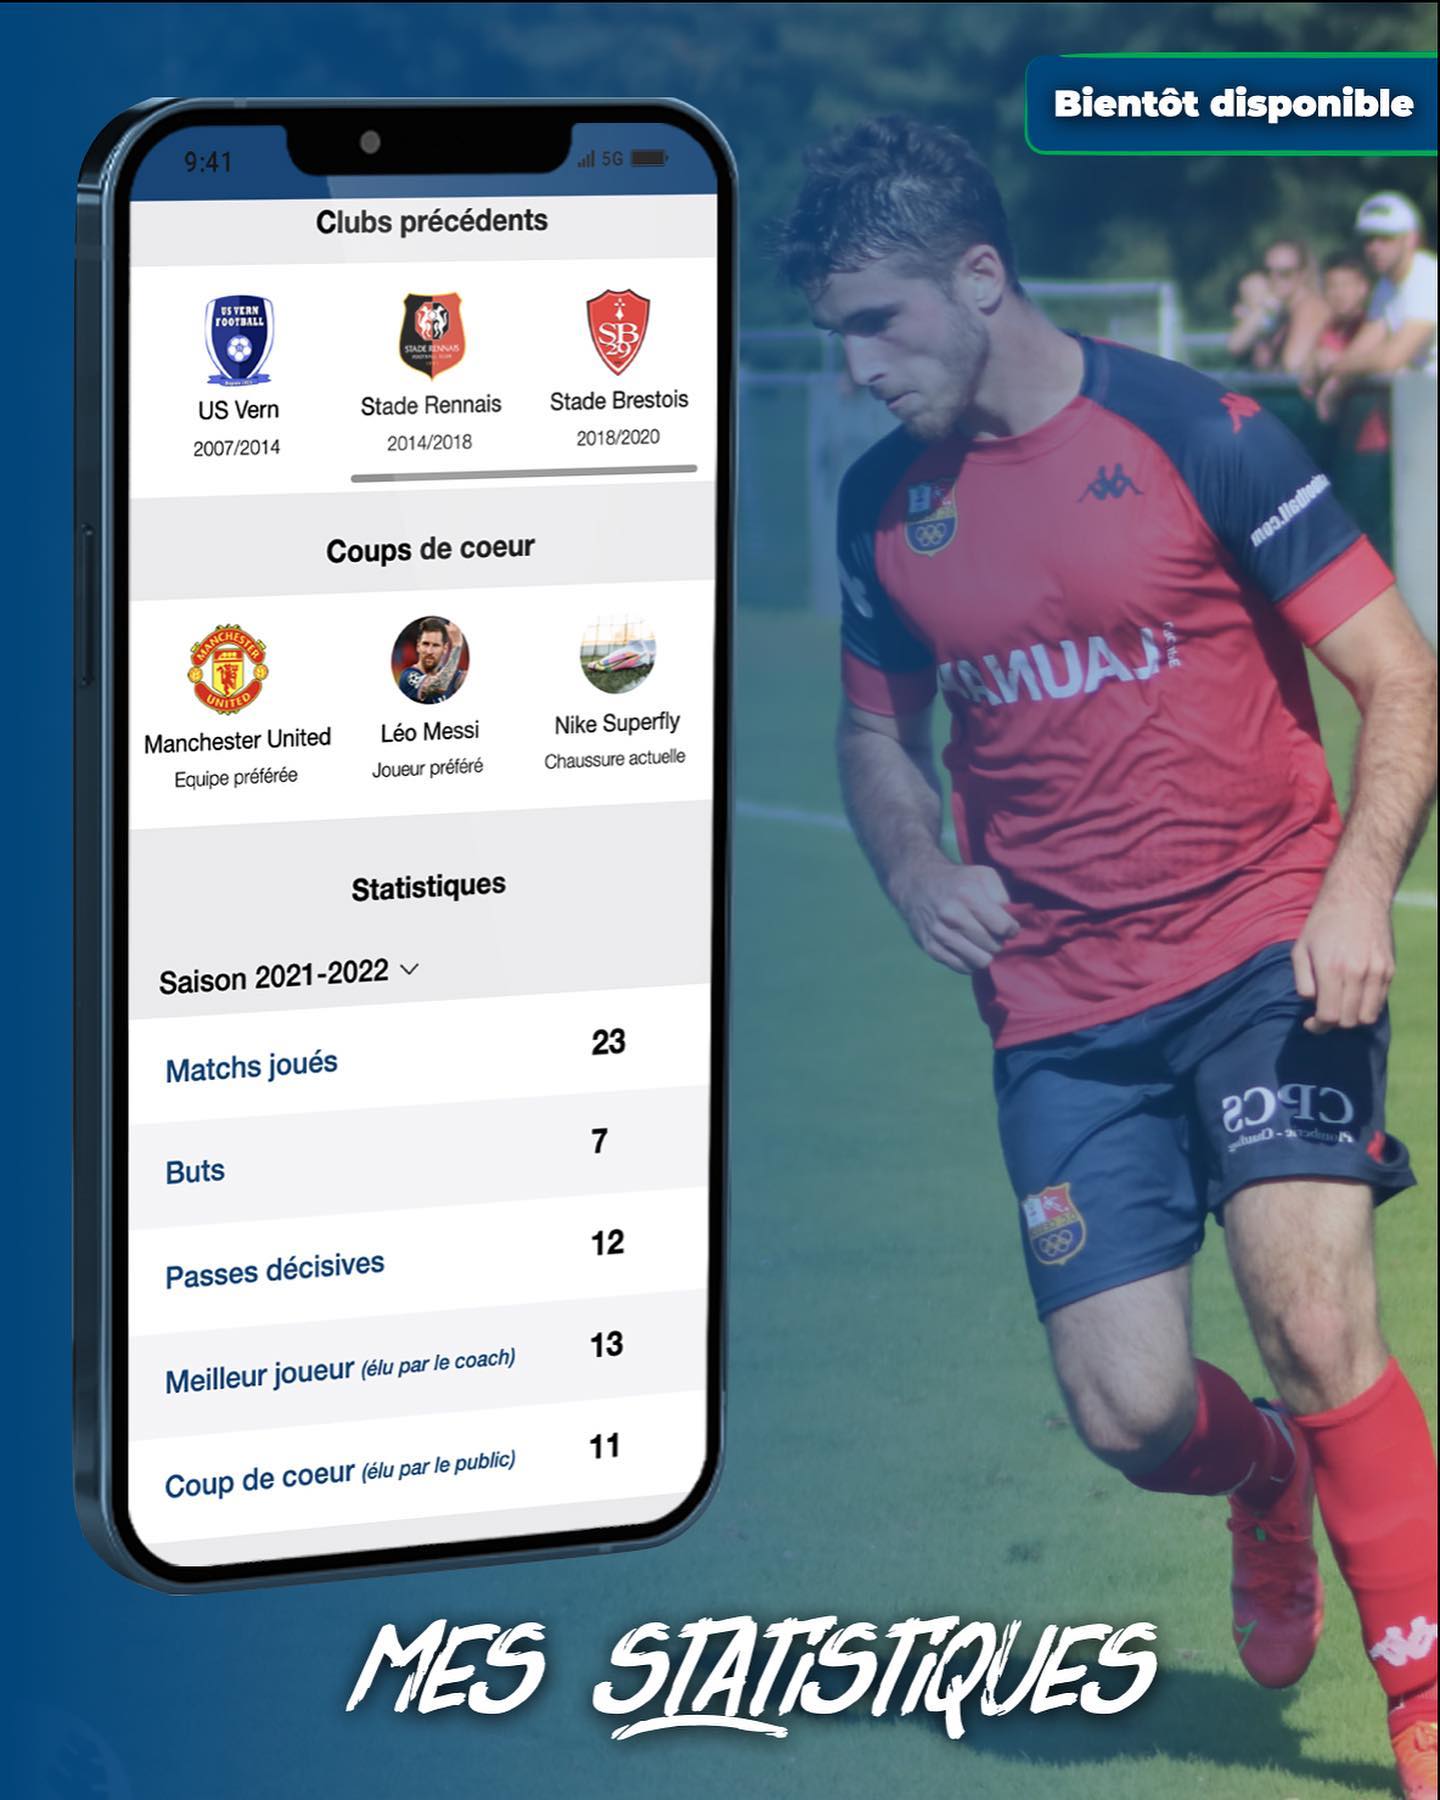 Bientôt disponible
9:41
5G
Clubs précédents
US VERN
FOOTBALL
STADE RENNAIS
FOOTBALL CLUB
SB
29
US Vern
Stade Rennais
Stade Brestois
2007/2014
2014/2018
2018/2020
Coups de coeur
MANCHESTER
UNITED
Manchester United
Léo Messi
Nike Superfly
Equipe préférée
Joueur préféré
Chaussure actuelle
Statistiques
Saison 2021-2022
Matchs joués
23
Buts
7
Passes décisives
12
Meilleur joueur (élu par le coach)
13
Coup de coeur (élu par le public)
11
CPCS
MES STATISTIQUES